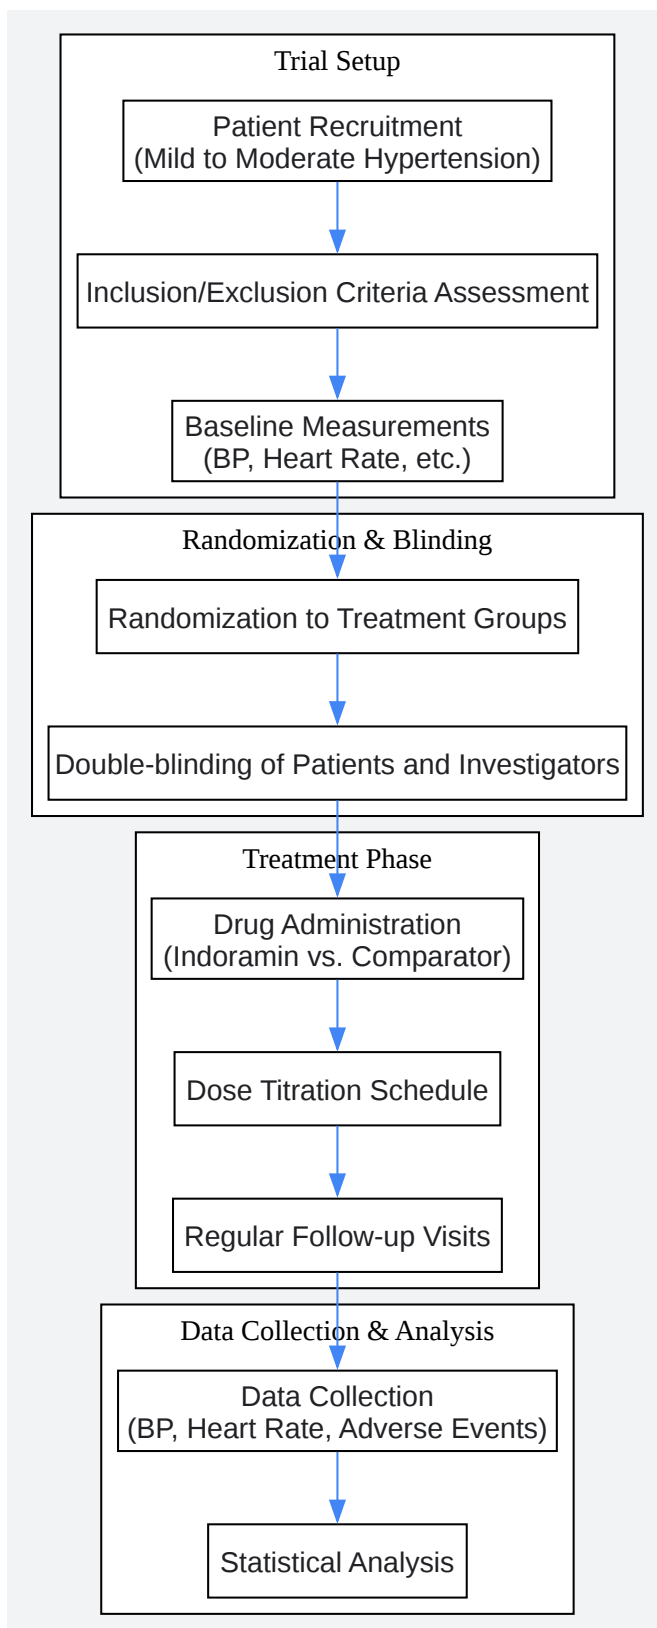 Trial Setup
Patient Recruitment
(Mild to Moderate Hypertension)
Inclusion/Exclusion Criteria Assessment
Baseline Measurements
(BP, Heart Rate, etc.)
Randomization & Blinding
Randomization to Treatment Groups
Double-blinding of Patients and Investigators
Treatment Phase
Drug Administration
(Indoramin vs. Comparator)
Dose Titration Schedule
Regular Follow-up Visits
Data Collection & Analysis
Data Collection
(BP, Heart Rate, Adverse Events)
Statistical Analysis